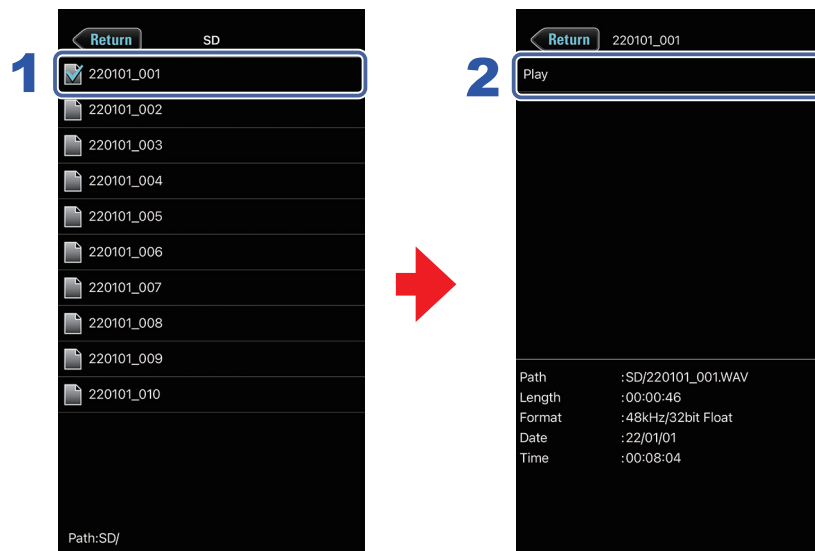 1
Return SD
220101_001
220101_002
220101_003
220101_004
220101_005
220101_006
220101_007
220101_008
220101_009
220101_010
Path:SD/
2
Return 220101_001
Play
Path :SD/220101_001.WAV
Length :00:00:46
Format :48kHz/32bit Float
Date :22/01/01
Time :00:08:04